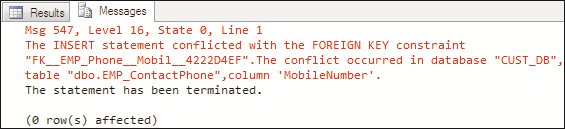 Results Messages
Msg 547, Level 16, State 0, Line 1
The INSERT statement conflicted with the FOREIGN KEY constraint
"FK__EMP_Phone__Mobil__4222D4EF".The conflict occurred in database "CUST_DB",
table "dbo.EMP_ContactPhone",column 'MobileNumber'.
The statement has been terminated.
(0 row(s) affected)